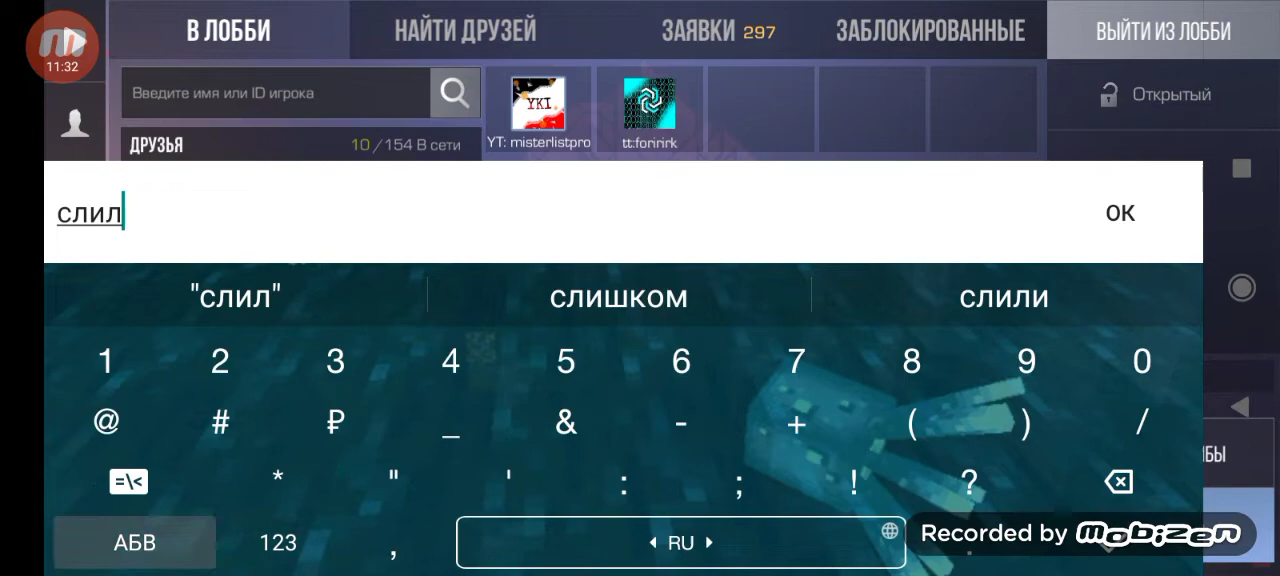 В ЛОББИ
НАЙТИ ДРУЗЕЙ
ЗАЯВКИ 297
ЗАБЛОКИРОВАННЫЕ
ВЫЙТИ ИЗ ЛОББИ
11:32
Введите имя или ID игрока
YKI
Открытый
ДРУЗЬЯ
10/154 В сети
YT: misterlistpro
tt:foririrk
слил
ОК
"слил"
слишком
слили
1 2 3 4 5 6 7 8 9 0
@ # ₽ _ & - + ( ) /
=\< * " ' : ; ! ?
АБВ 123 , RU .
Recorded by mobizen